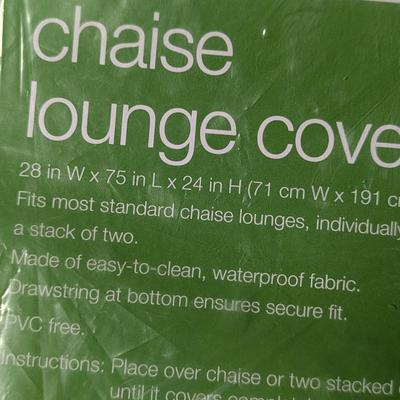 chaise
lounge cove
28 in W x 75 in L x 24 in H (71 cm W x 191 c
Fits most standard chaise lounges, individually
a stack of two.
Made of easy-to-clean, waterproof fabric.
Drawstring at bottom ensures secure fit.
PVC free.
Instructions: Place over chaise or two stacked
until it covers completely